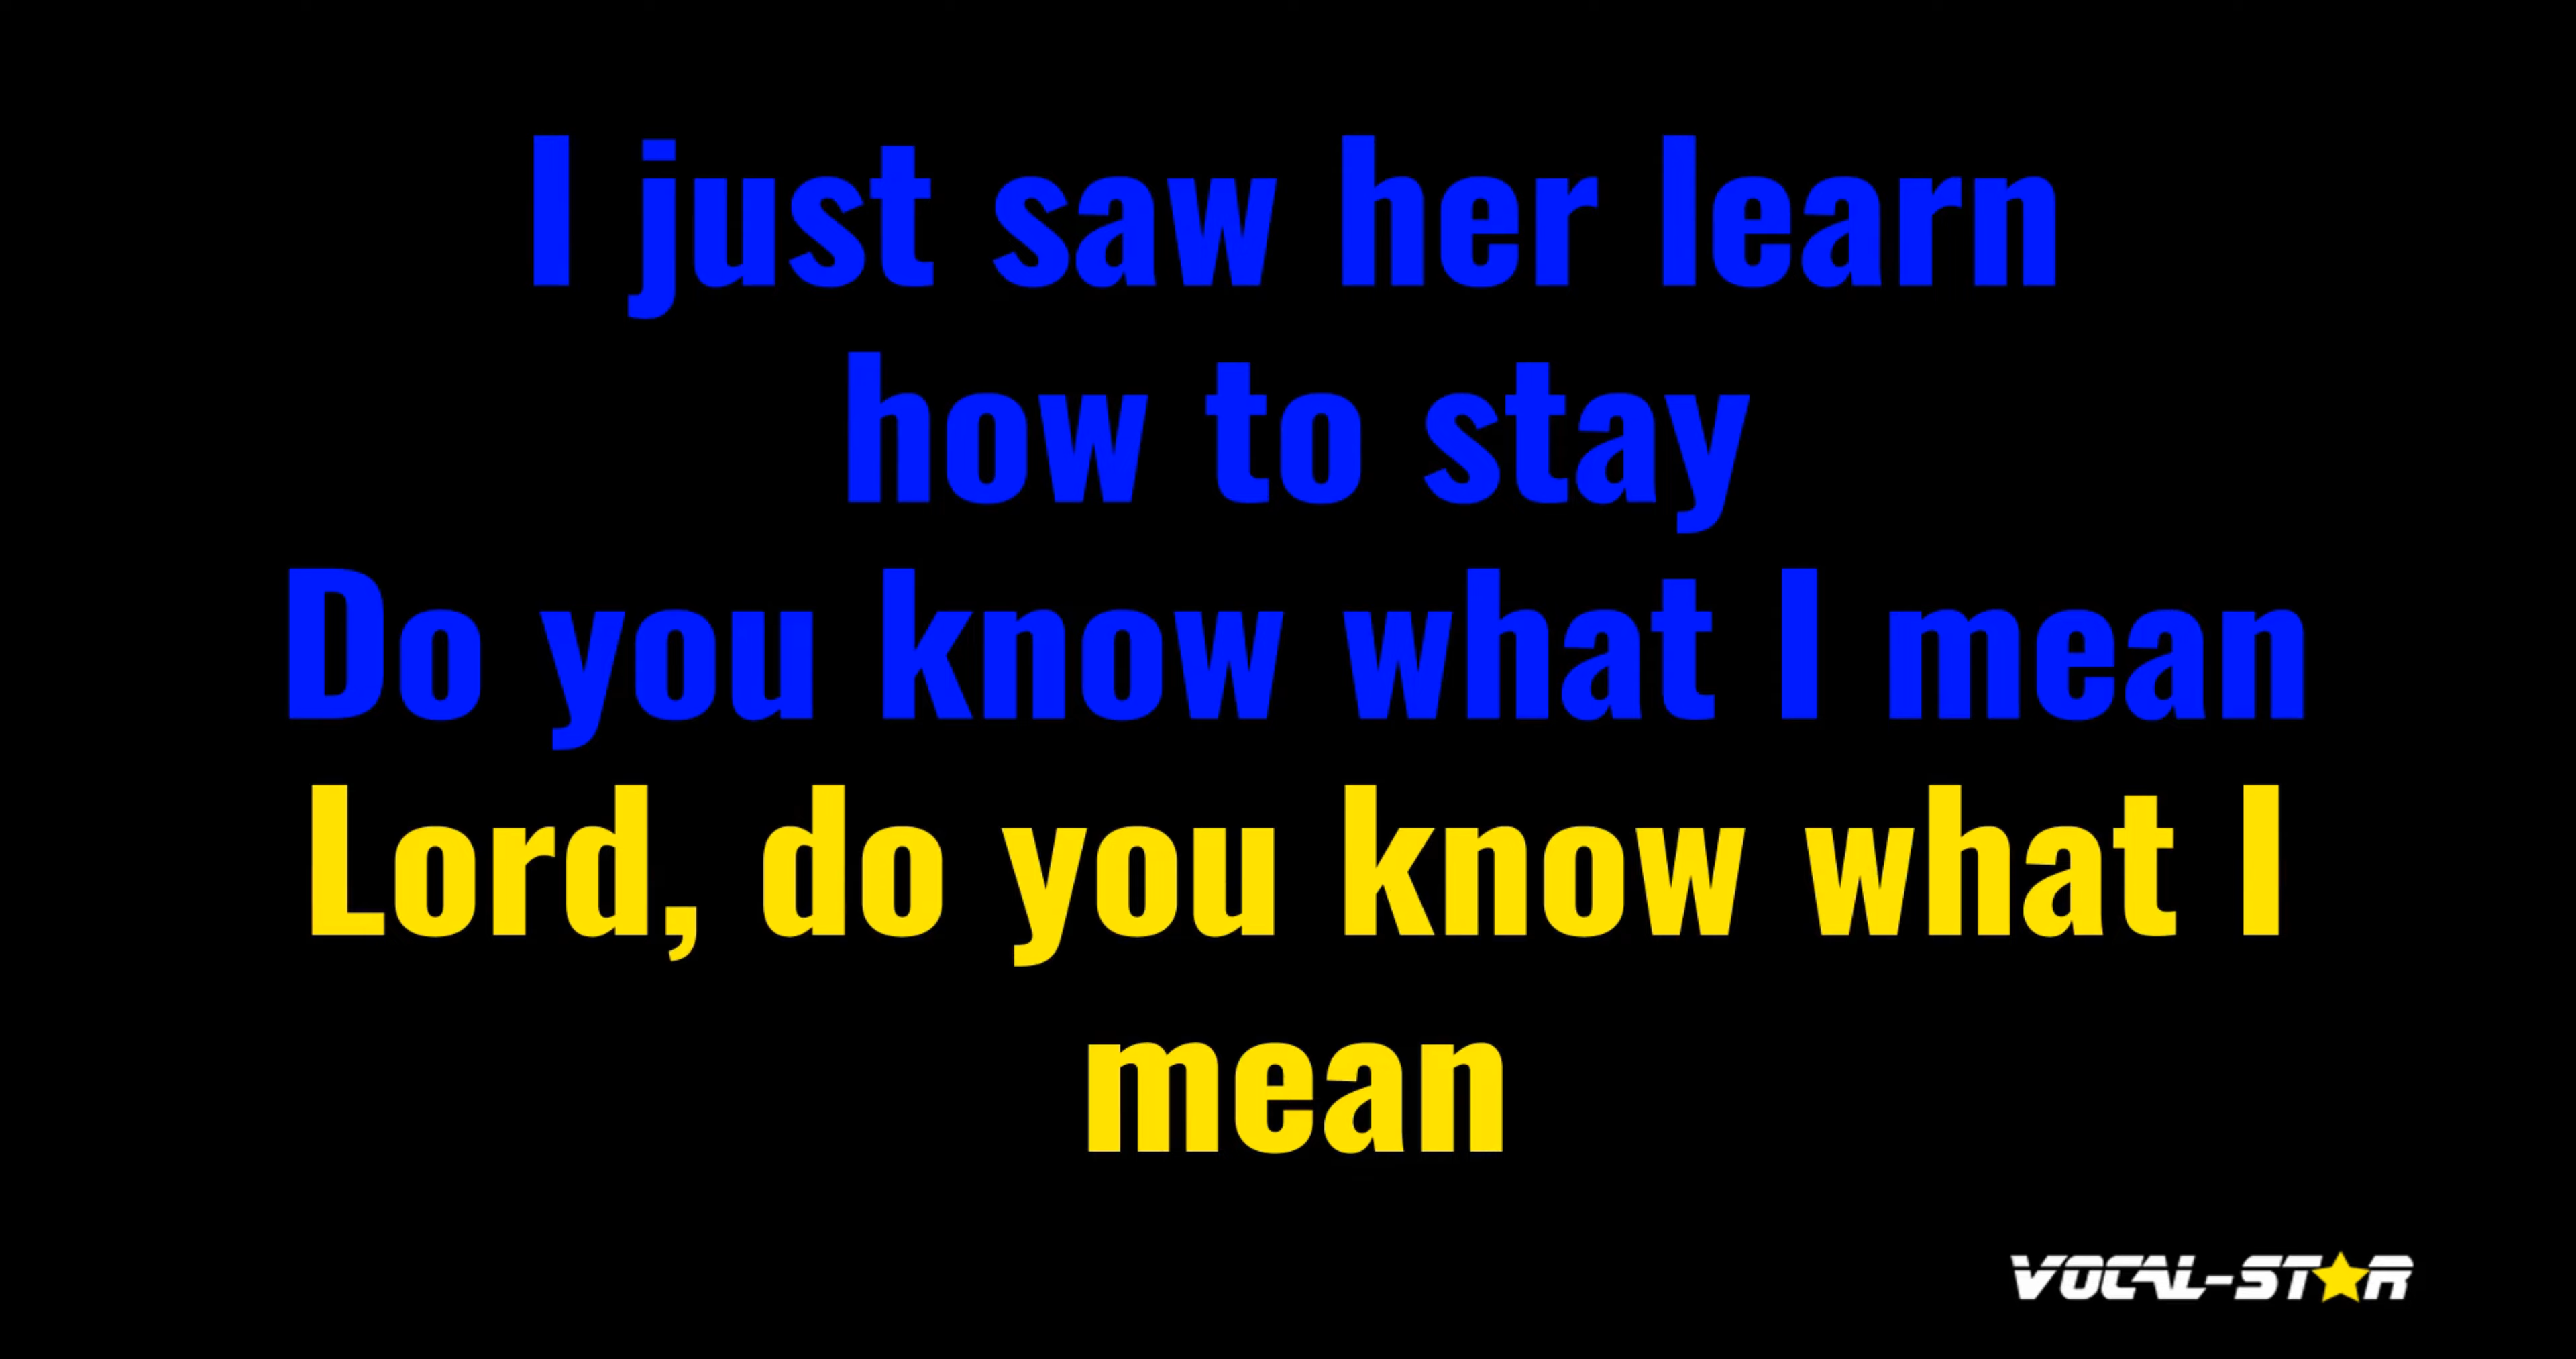 I just saw her learn
how to stay
Do you know what I mean
Lord, do you know what I
mean
VOCAL-STAR